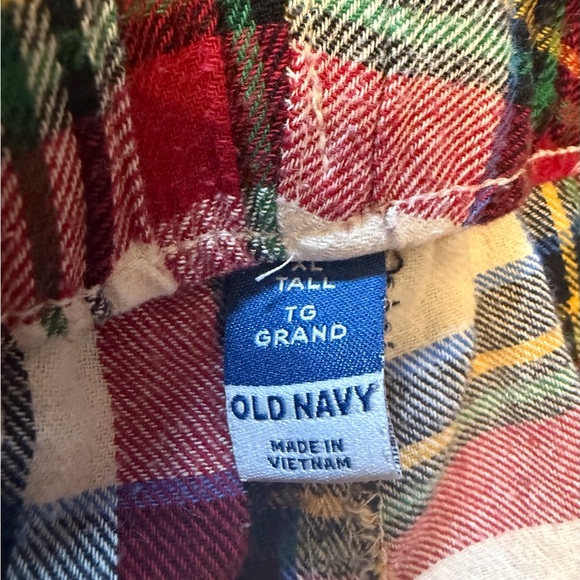 XL
TALL
TG
GRAND
OLD NAVY
MADE IN
VIETNAM